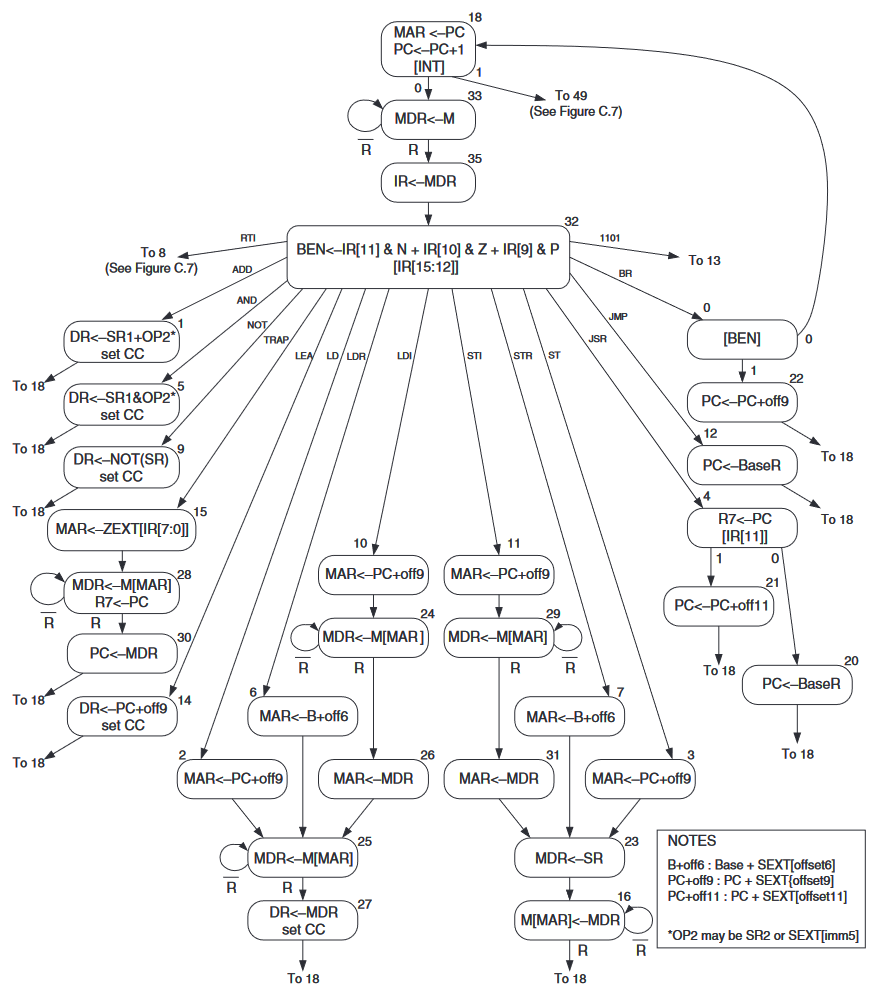 18
MAR <–PC
PC<–PC+1
[INT]
0
1
To 49
(See Figure C.7)
33
MDR<–M
R
R
35
IR<–MDR
32
BEN<–IR[11] & N + IR[10] & Z + IR[9] & P
[IR[15:12]]
RTI
To 8
(See Figure C.7)
1101
To 13
ADD
AND
NOT
TRAP
LEA
LD
LDR
LDI
STI
STR
ST
JSR
JMP
BR
1
DR<–SR1+OP2*
set CC
To 18
5
DR<–SR1&OP2*
set CC
To 18
9
DR<–NOT(SR)
set CC
To 18
15
MAR<–ZEXT[IR[7:0]]
28
MDR<–M[MAR]
R7<–PC
R
R
30
PC<–MDR
To 18
14
DR<–PC+off9
set CC
To 18
0
[BEN]
0
1
22
PC<–PC+off9
To 18
12
PC<–BaseR
To 18
4
R7<–PC
[IR[11]]
1
0
21
PC<–PC+off11
To 18
20
PC<–BaseR
To 18
10
MAR<–PC+off9
24
MDR<–M[MAR]
R
R
11
MAR<–PC+off9
29
MDR<–M[MAR]
R
R
6
MAR<–B+off6
7
MAR<–B+off6
2
MAR<–PC+off9
26
MAR<–MDR
31
MAR<–MDR
3
MAR<–PC+off9
25
MDR<–M[MAR]
R
R
27
DR<–MDR
set CC
To 18
23
MDR<–SR
16
M[MAR]<–MDR
R
R
To 18
NOTES
B+off6 : Base + SEXT[offset6]
PC+off9 : PC + SEXT{offset9]
PC+off11 : PC + SEXT[offset11]
*OP2 may be SR2 or SEXT[imm5]